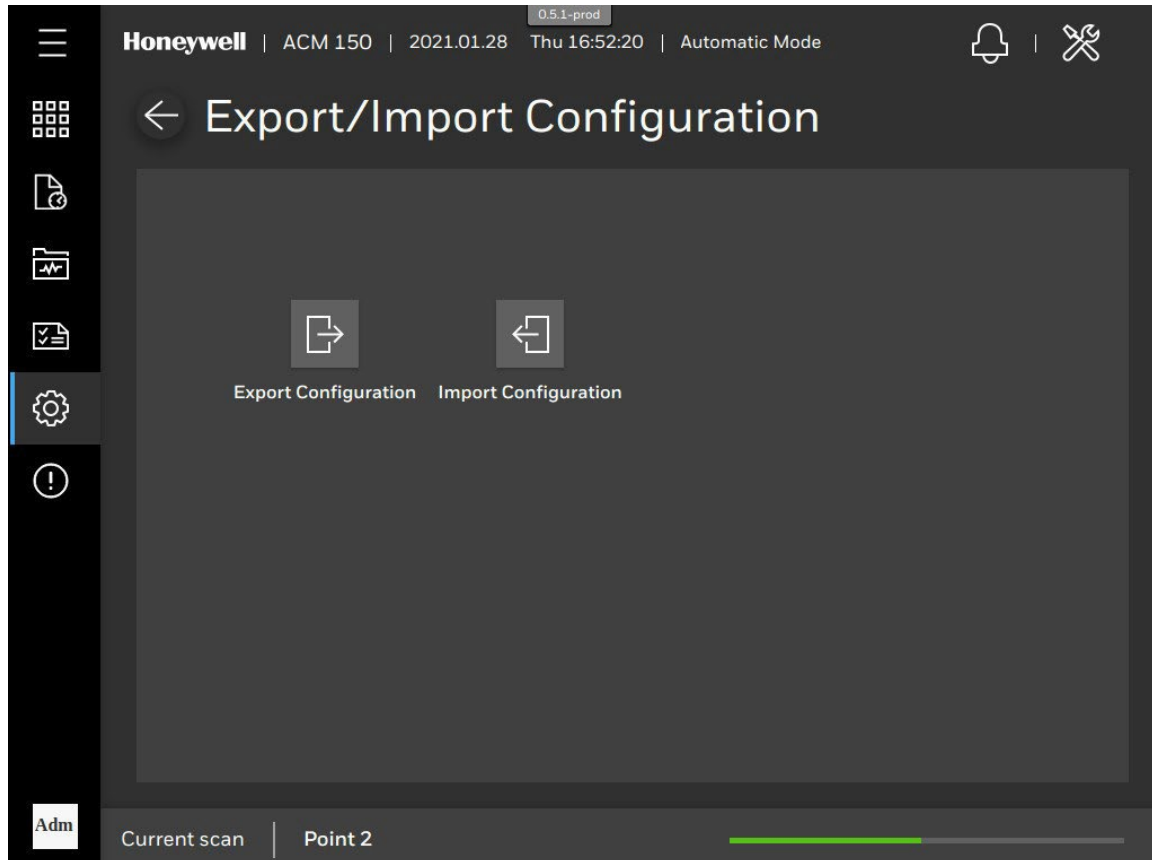 0.5.1-prod
Honeywell | ACM 150 | 2021.01.28 Thu 16:52:20 | Automatic Mode
Export/Import Configuration
Export Configuration Import Configuration
Adm
Current scan Point 2